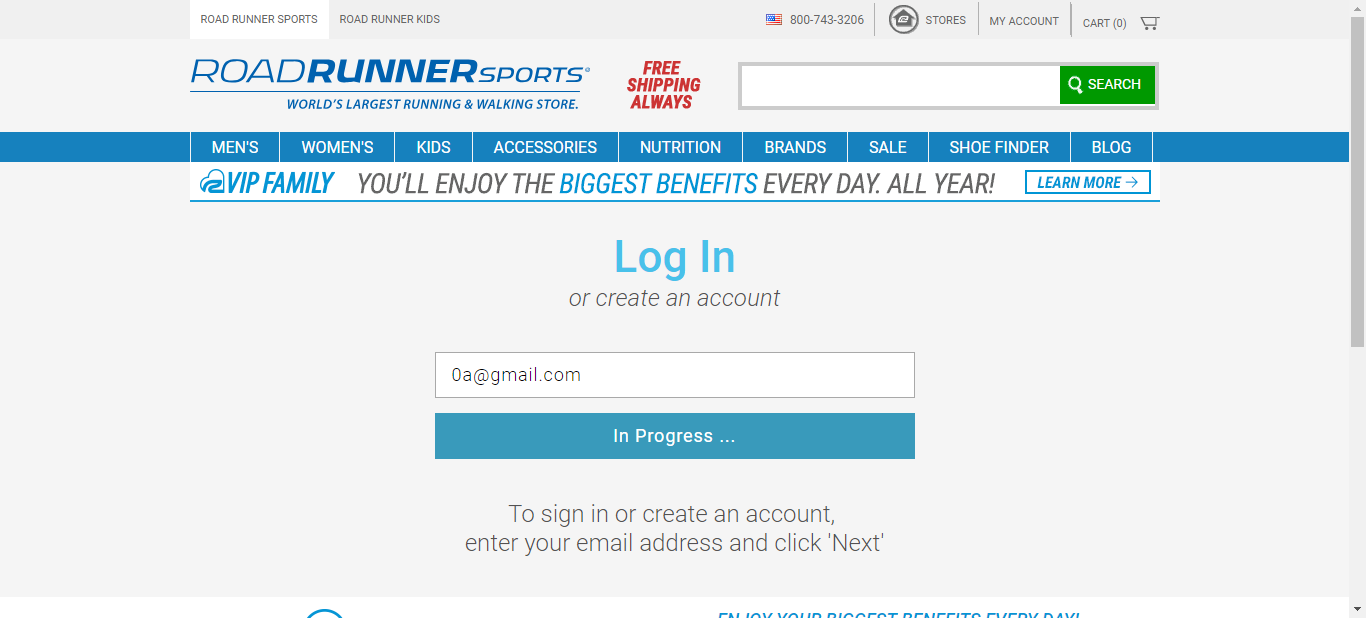 ROAD RUNNER SPORTS ROAD RUNNER KIDS 800-743-3206 STORES MY ACCOUNT CART (0)
ROADRUNNERSPORTS®
WORLD'S LARGEST RUNNING & WALKING STORE.
FREE
SHIPPING
ALWAYS
SEARCH
MEN'S WOMEN'S KIDS ACCESSORIES NUTRITION BRANDS SALE SHOE FINDER BLOG
VIP FAMILY YOU'LL ENJOY THE BIGGEST BENEFITS EVERY DAY. ALL YEAR! LEARN MORE →
Log In
or create an account
0a@gmail.com
In Progress ...
To sign in or create an account,
enter your email address and click 'Next'
ENJOY YOUR BIGGEST BENEFITS EVERY DAY!